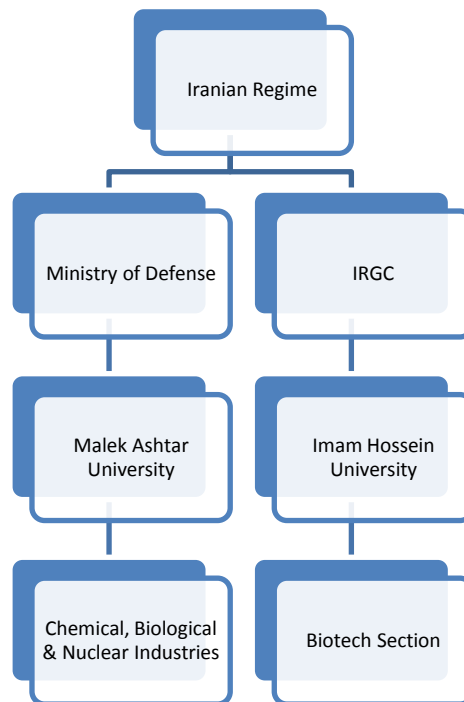 Iranian Regime
Ministry of Defense
IRGC
Malek Ashtar
University
Imam Hossein
University
Chemical, Biological
& Nuclear Industries
Biotech Section